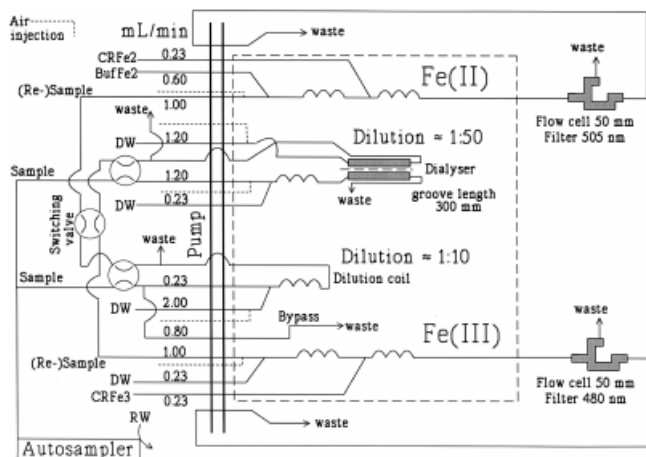 Air
injection
mL/min
waste
waste
CRFe2
0.23
BufFe2
0.60
Fe(II)
(Re-)Sample
1.00
waste
Flow cell 50 mm
Filter 505 nm
DW
1.20
Dilution ≈ 1:50
Sample
1.20
Dialyser
waste
groove length
300 mm
DW
0.23
Switching
valve
Pump
waste
Dilution ≈ 1:10
Sample
0.23
Dilution coil
DW
2.00
0.80
Bypass
waste
waste
1.00
Fe(III)
(Re-)Sample
DW
0.23
Flow cell 50 mm
Filter 480 nm
CRFe3
0.23
RW
waste
Autosampler